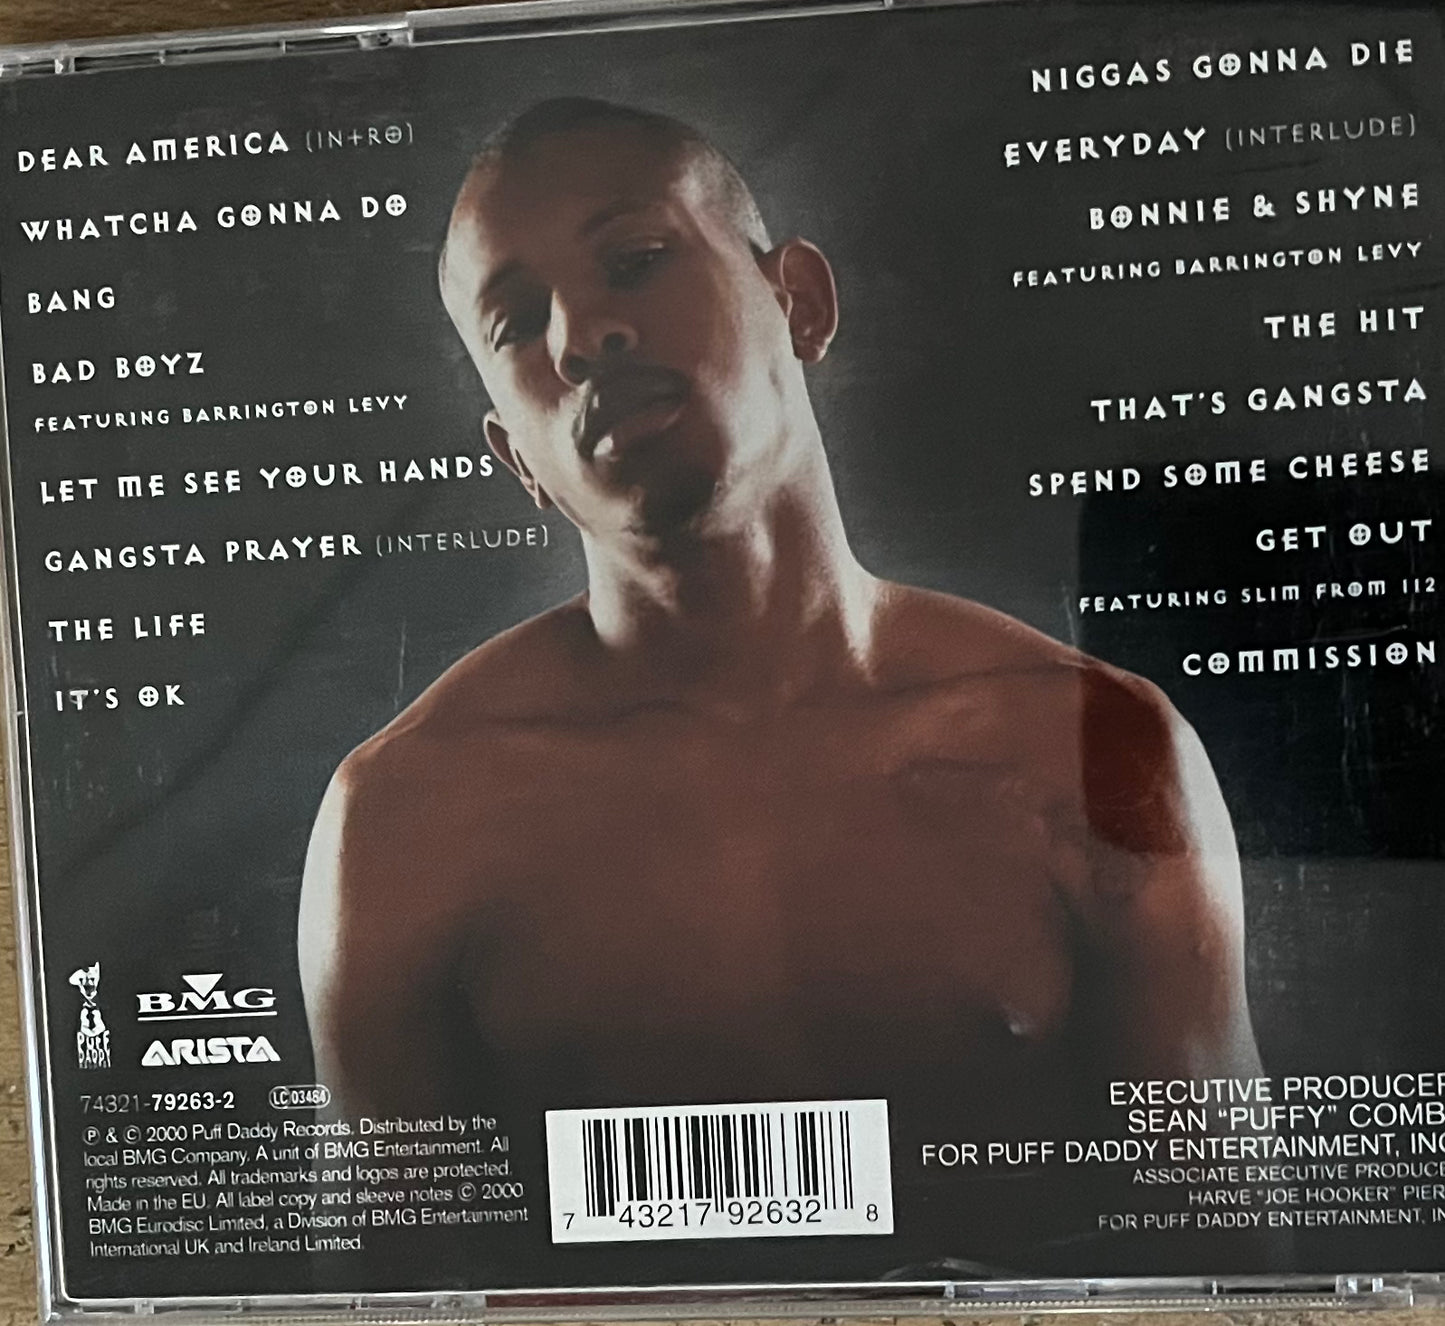 DEAR AMERICA (INTRO)
WHATCHA GONNA DO
BANG
BAD BOYZ
FEATURING BARRINGTON LEVY
LET ME SEE YOUR HANDS
GANGSTA PRAYER (INTERLUDE)
THE LIFE
IT'S OK
NIGGAS GONNA DIE
EVERYDAY (INTERLUDE)
BONNIE & SHYNE
FEATURING BARRINGTON LEVY
THE HIT
THAT'S GANGSTA
SPEND SOME CHEESE
GET OUT
FEATURING SLIM FROM 112
COMMISSION
PUFF
DADDY
BMG
ARISTA
74321-79263-2 LC 03484
℗ & © 2000 Puff Daddy Records. Distributed by the
local BMG Company. A unit of BMG Entertainment. All
rights reserved. All trademarks and logos are protected.
Made in the EU. All label copy and sleeve notes © 2000
BMG Eurodisc Limited, a Division of BMG Entertainment
International UK and Ireland Limited.
7 43217 92632 8
EXECUTIVE PRODUCER
SEAN "PUFFY" COMB
FOR PUFF DADDY ENTERTAINMENT, INC
ASSOCIATE EXECUTIVE PRODUCE
HARVE "JOE HOOKER" PIER
FOR PUFF DADDY ENTERTAINMENT, IN